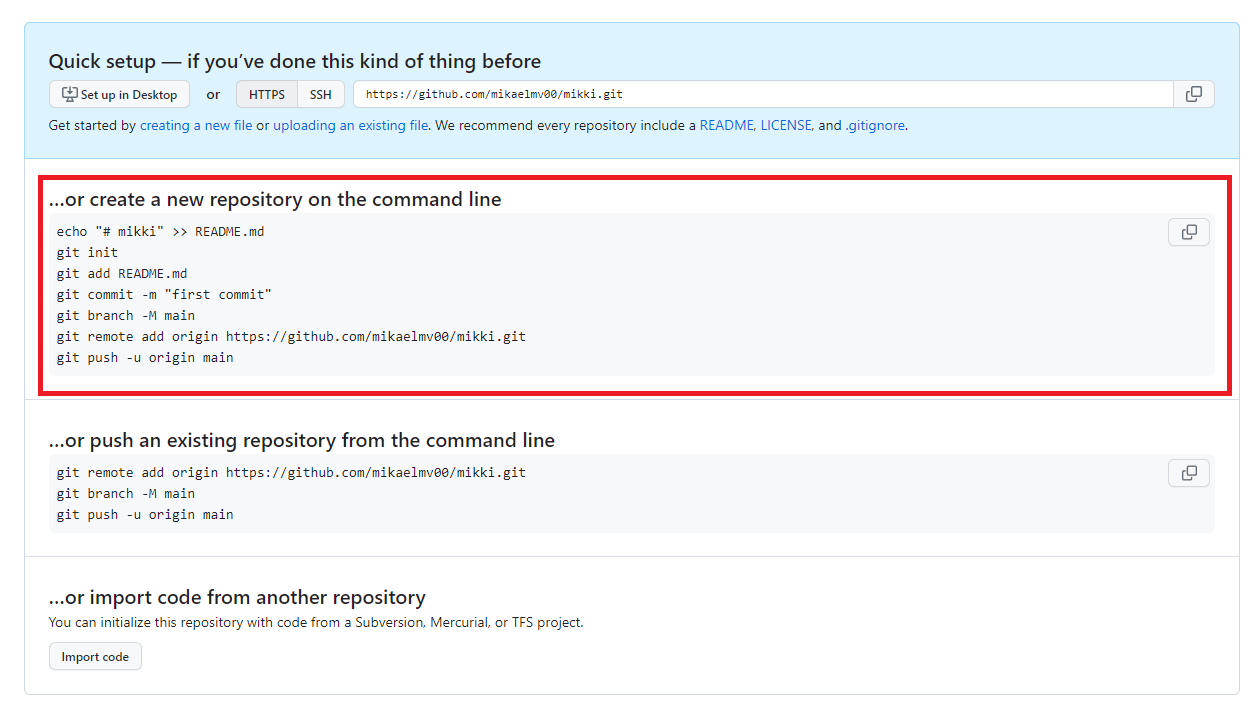 Quick setup — if you’ve done this kind of thing before
Set up in Desktop or HTTPS SSH https://github.com/mikaelmv00/mikki.git
Get started by creating a new file or uploading an existing file. We recommend every repository include a README, LICENSE, and .gitignore.
…or create a new repository on the command line
echo "# mikki" >> README.md
git init
git add README.md
git commit -m "first commit"
git branch -M main
git remote add origin https://github.com/mikaelmv00/mikki.git
git push -u origin main
…or push an existing repository from the command line
git remote add origin https://github.com/mikaelmv00/mikki.git
git branch -M main
git push -u origin main
…or import code from another repository
You can initialize this repository with code from a Subversion, Mercurial, or TFS project.
Import code